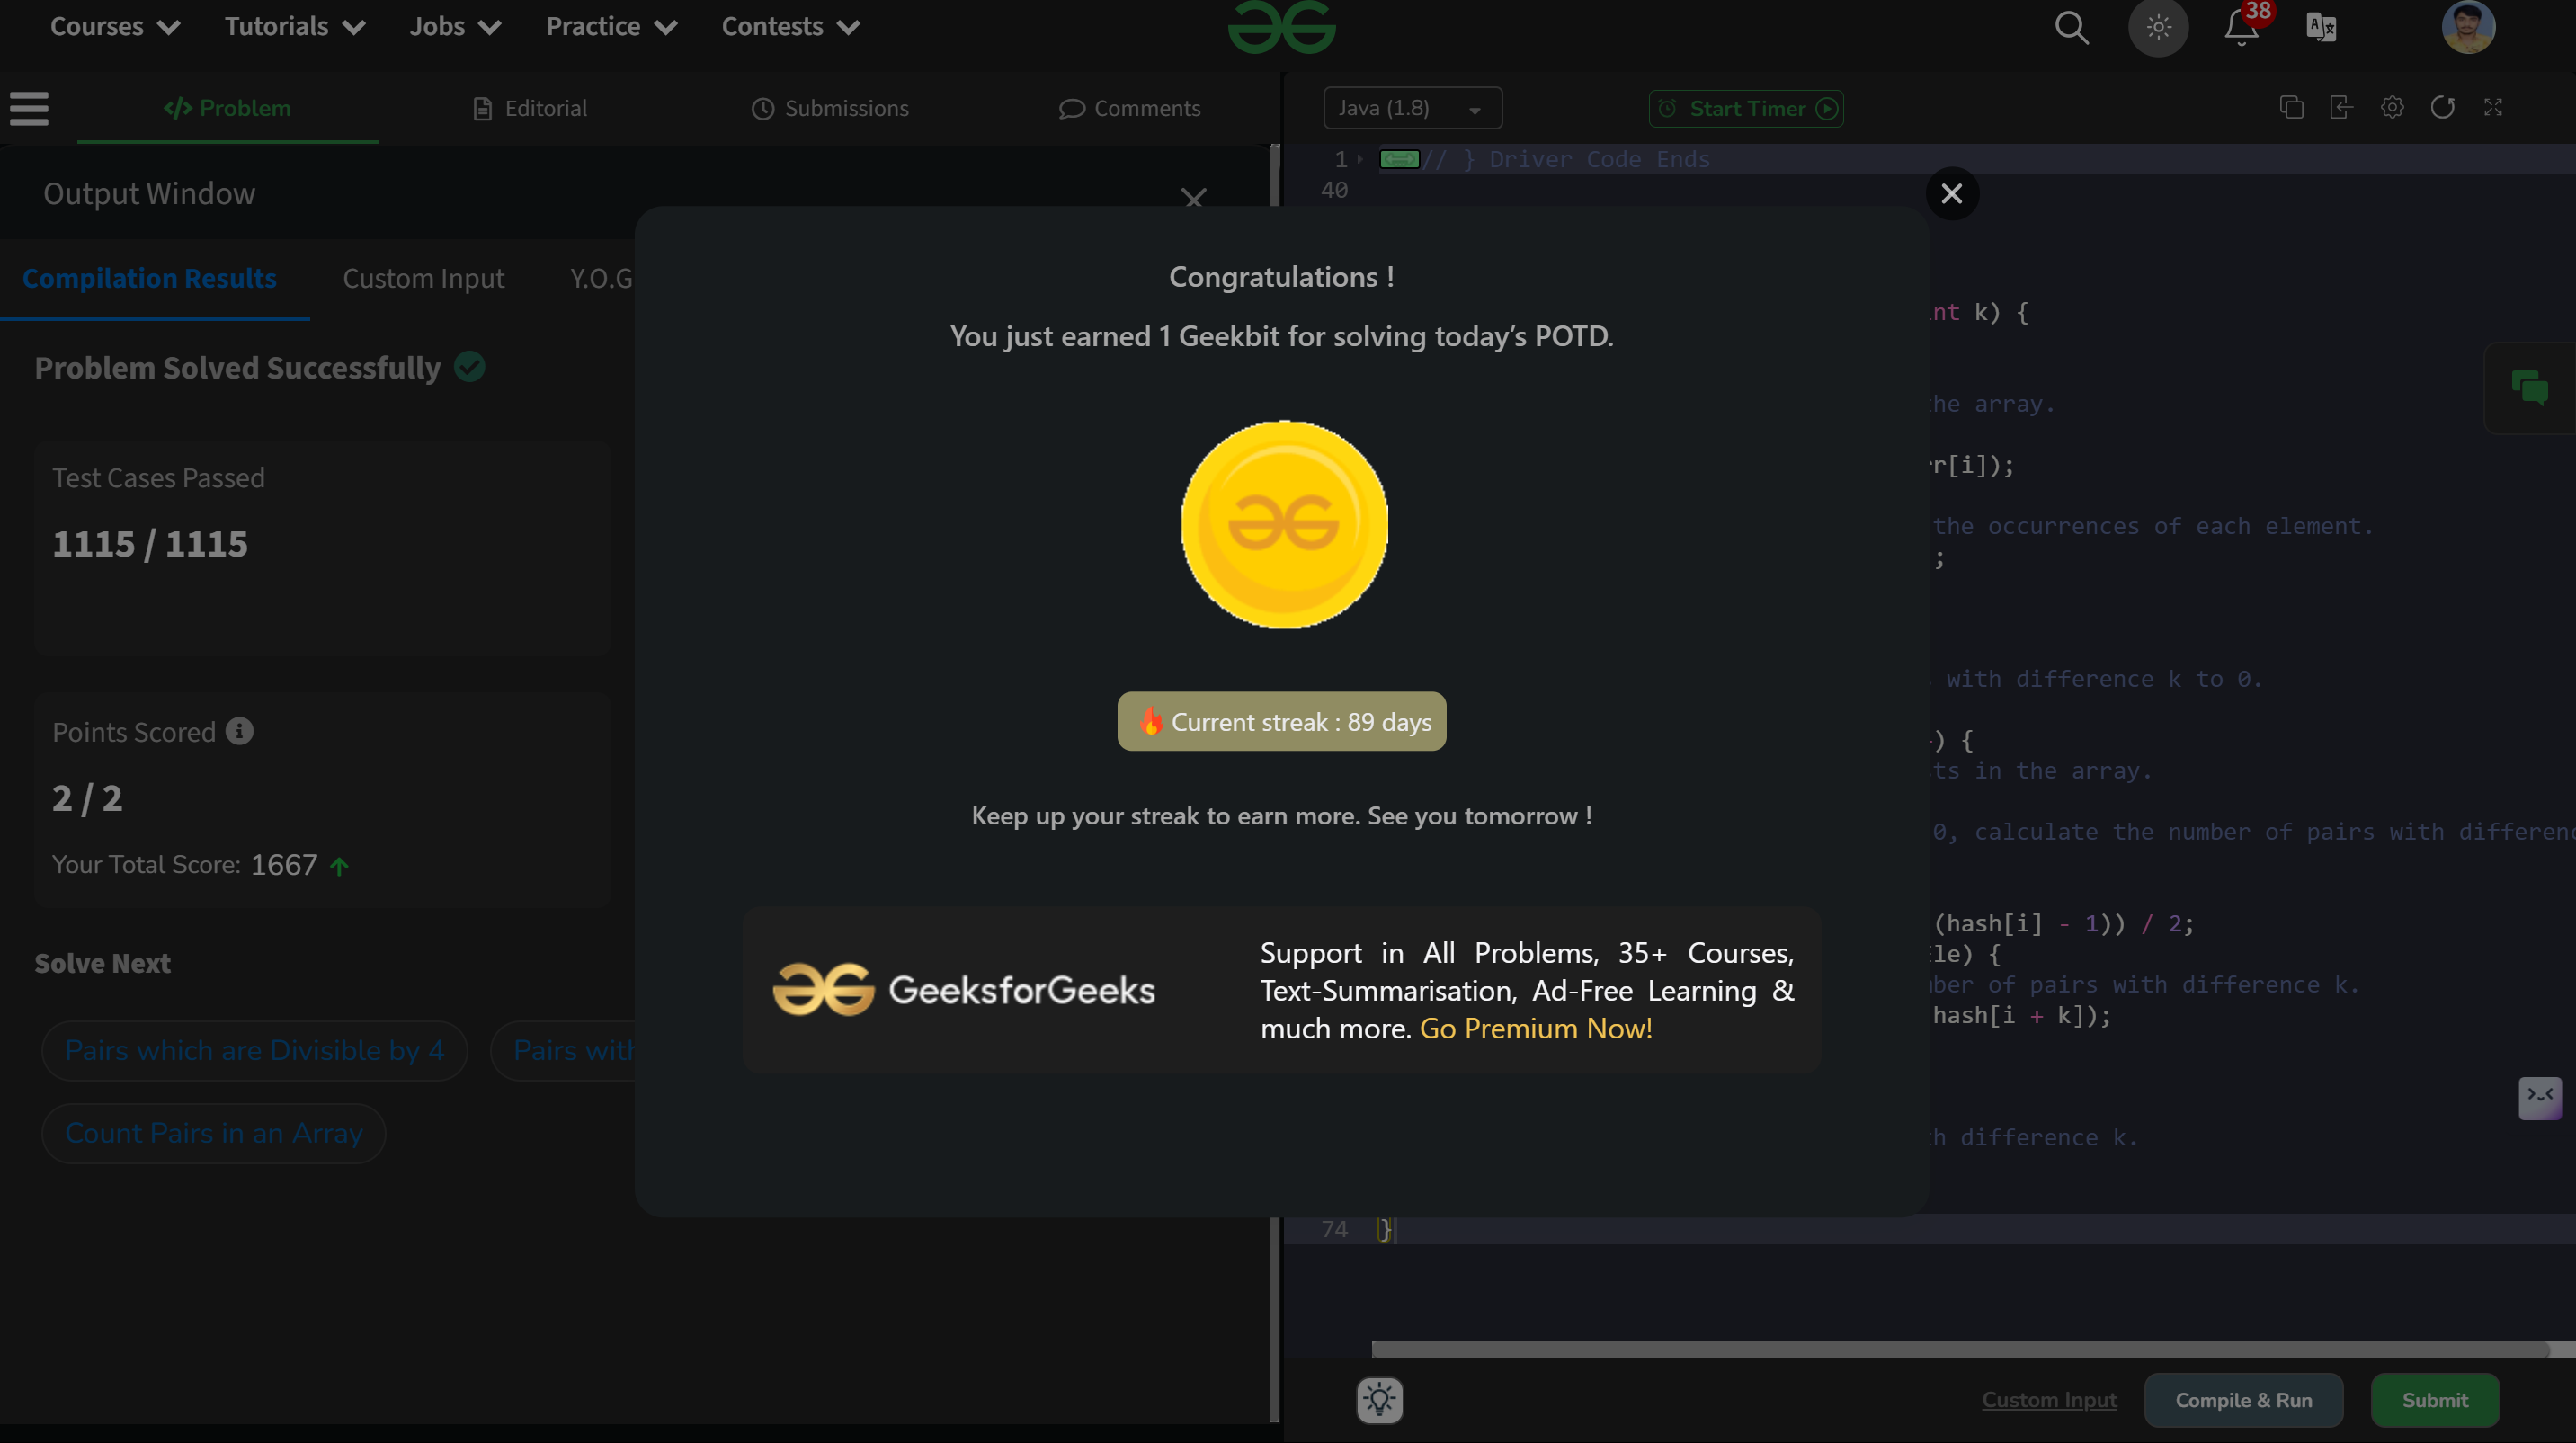 Courses Tutorials Jobs Practice Contests
38
Problem Editorial Submissions Comments
Java (1.8) Start Timer
Output Window
1 // } Driver Code Ends
40
Compilation Results Custom Input Y.O.G
Problem Solved Successfully
Test Cases Passed
1115 / 1115
Points Scored
2 / 2
Your Total Score: 1667
Solve Next
Pairs which are Divisible by 4 Pairs with
Count Pairs in an Array
Congratulations !
You just earned 1 Geekbit for solving today’s POTD.
Current streak : 89 days
Keep up your streak to earn more. See you tomorrow !
GeeksforGeeks
Support in All Problems, 35+ Courses,
Text-Summarisation, Ad-Free Learning &
much more. Go Premium Now!
k) {
array.
[i]);
the occurrences of each element.
;
with difference k to 0.
) {
in the array.
0, calculate the number of pairs with differenc
(hash[i] - 1)) / 2;
) {
of pairs with difference k.
hash[i + k]);
difference k.
74 }
Custom Input Compile & Run Submit